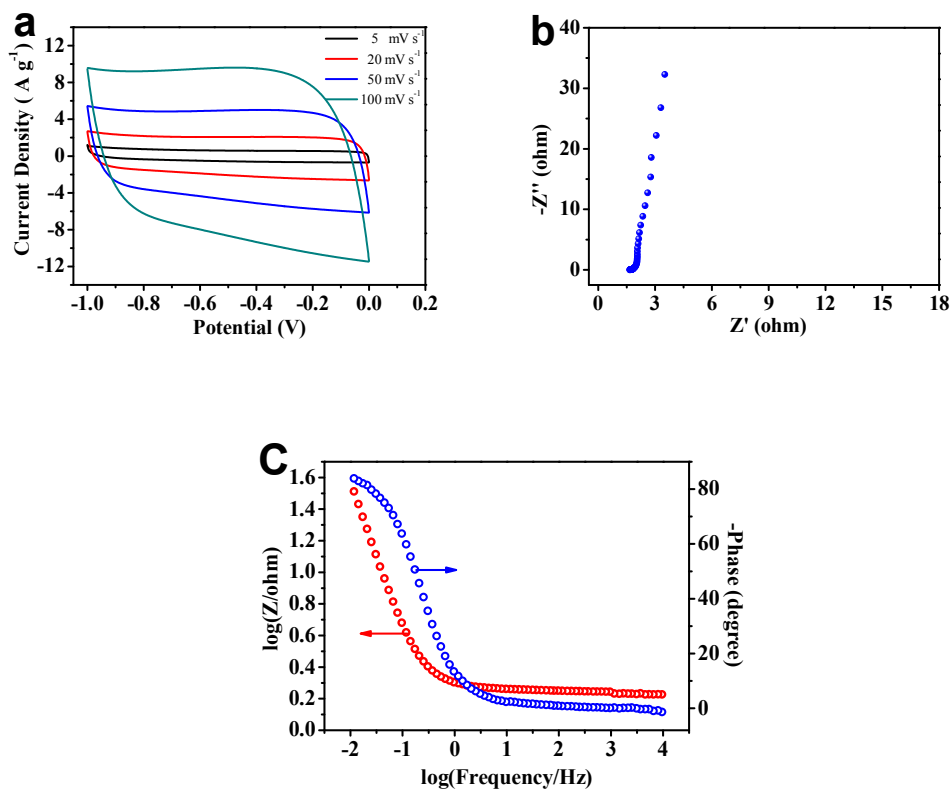 a
5 mV s-1
20 mV s-1
50 mV s-1
100 mV s-1
Current Density ( A g-1)
12
8
4
0
-4
-8
-12
-1.0 -0.8 -0.6 -0.4 -0.2 0.0 0.2
Potential (V)
b
-Z'' (ohm)
40
30
20
10
0
0 3 6 9 12 15 18
Z' (ohm)
C
log(Z/ohm)
1.6
1.4
1.2
1.0
0.8
0.6
0.4
0.2
0.0
80
60
40
20
0
-Phase (degree)
-2 -1 0 1 2 3 4
log(Frequency/Hz)